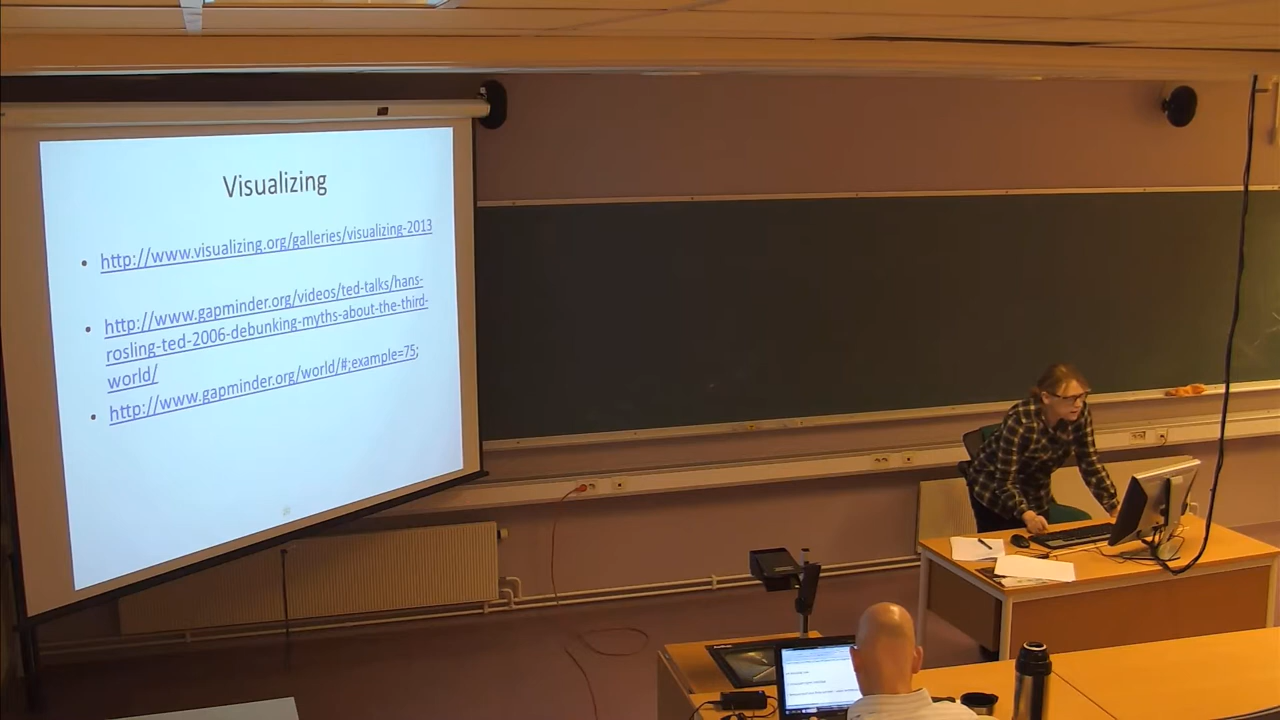 Visualizing
• http://www.visualizing.org/galleries/visualizing-2013
• http://www.gapminder.org/videos/ted-talks/hans-
rosling-ted-2006-debunking-myths-about-the-third-
world/
• http://www.gapminder.org/world/#;example=75;